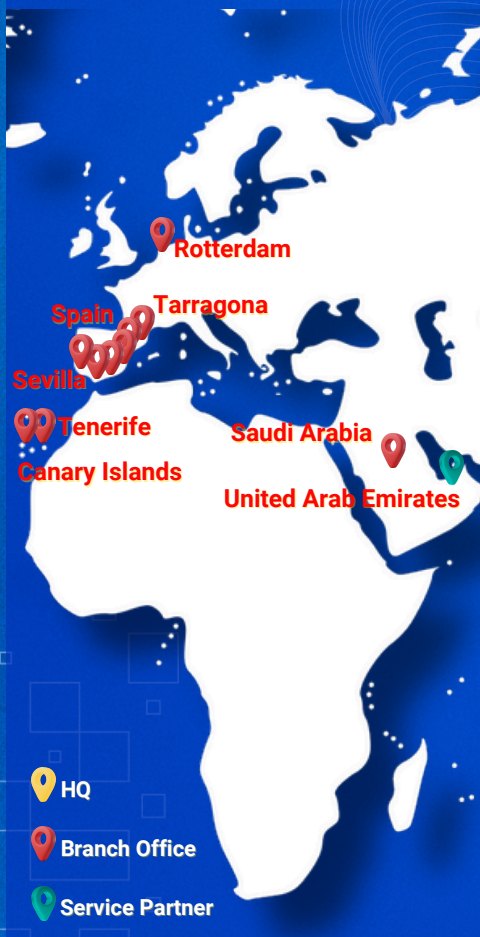 Rotterdam
Tarragona
Spain
Sevilla
Tenerife
Saudi Arabia
Canary Islands
United Arab Emirates
HQ
Branch Office
Service Partner